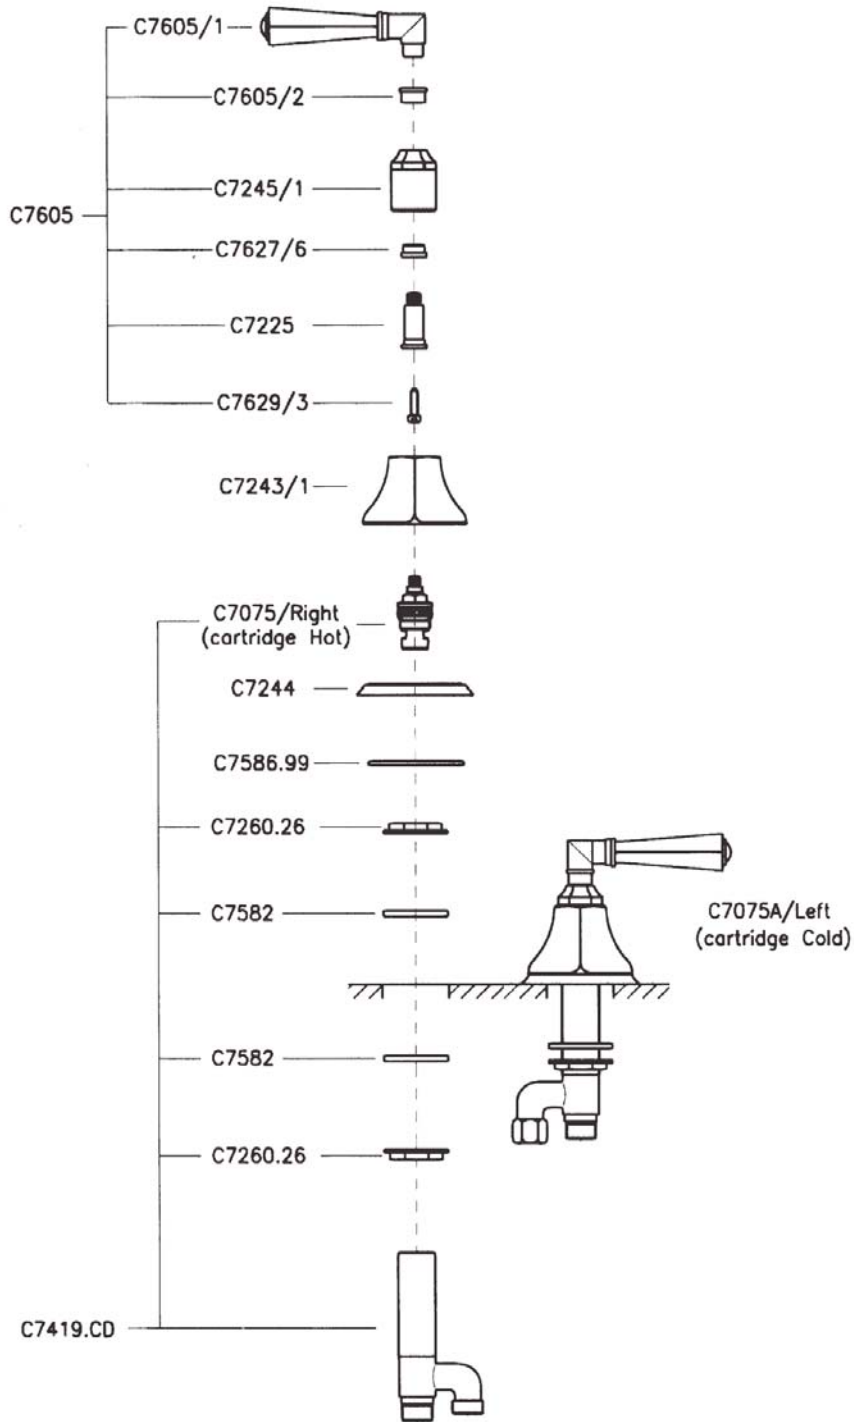 C7605/1
C7605/2
C7245/1
C7605
C7627/6
C7225
C7629/3
C7243/1
C7075/Right
(cartridge Hot)
C7244
C7586.99
C7260.26
C7582
C7075A/Left
(cartridge Cold)
C7582
C7260.26
C7419.CD